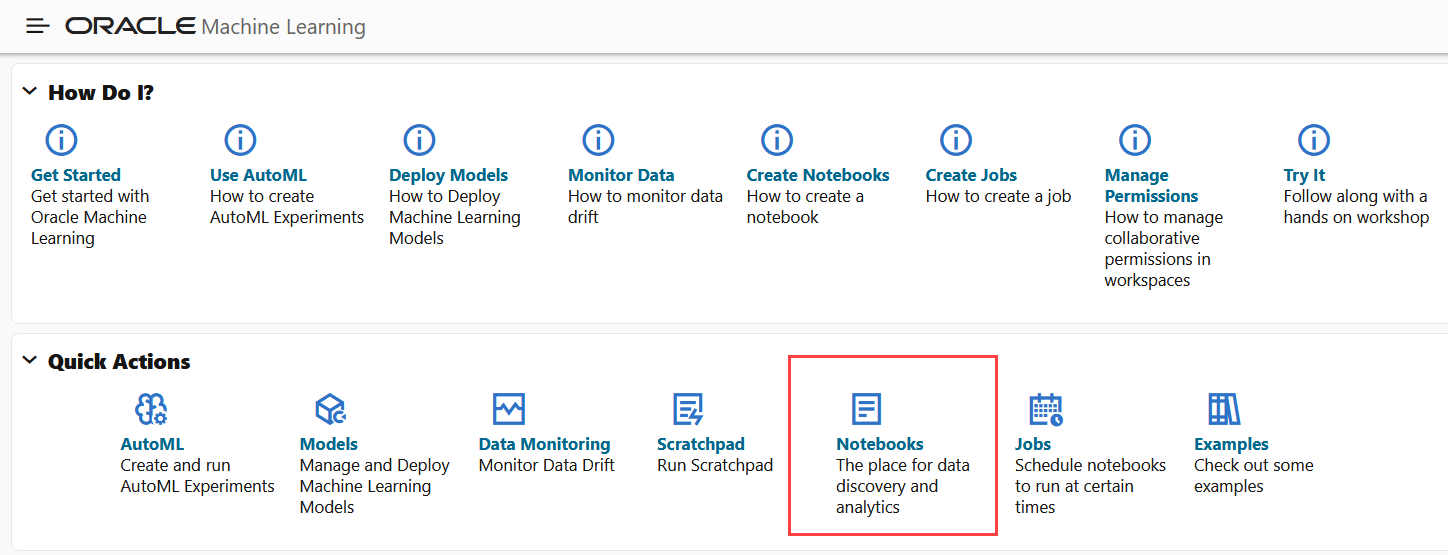 ORACLE Machine Learning
How Do I?
Get Started
Get started with
Oracle Machine
Learning
Use AutoML
How to create
AutoML Experiments
Deploy Models
How to Deploy
Machine Learning
Models
Monitor Data
How to monitor data
drift
Create Notebooks
How to create a
notebook
Create Jobs
How to create a job
Manage
Permissions
How to manage
collaborative
permissions in
workspaces
Try It
Follow along with a
hands on workshop
Quick Actions
AutoML
Create and run
AutoML Experiments
Models
Manage and Deploy
Machine Learning
Models
Data Monitoring
Monitor Data Drift
Scratchpad
Run Scratchpad
Notebooks
The place for data
discovery and
analytics
Jobs
Schedule notebooks
to run at certain
times
Examples
Check out some
examples